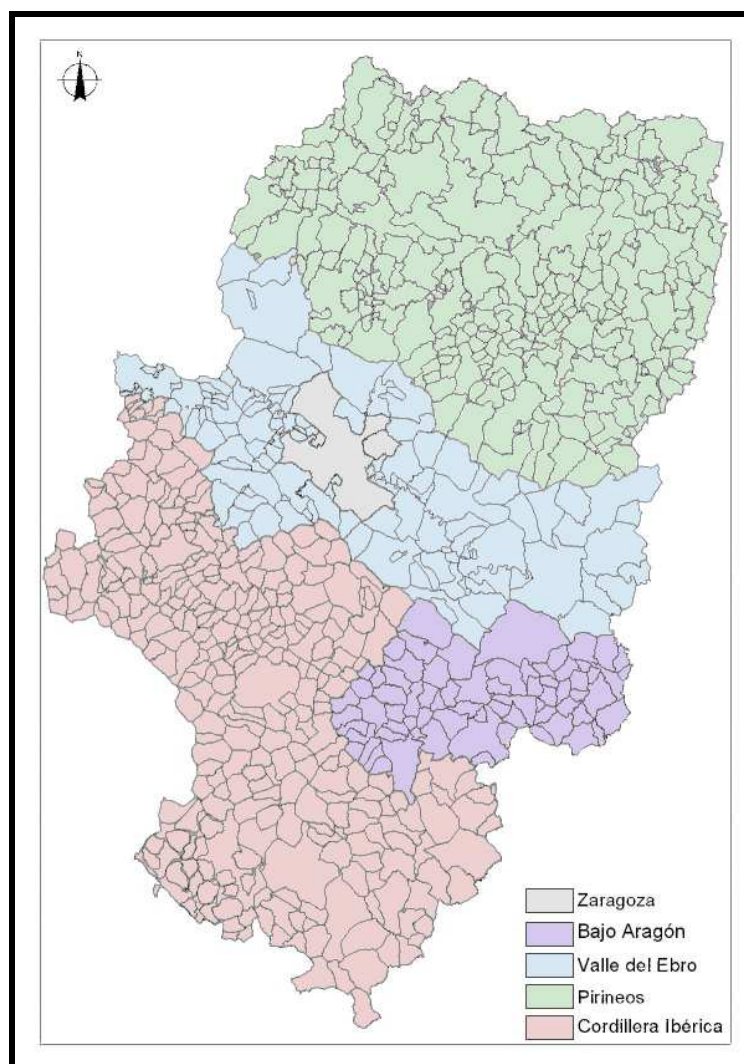 N
Zaragoza
Bajo Aragón
Valle del Ebro
Pirineos
Cordillera Ibérica